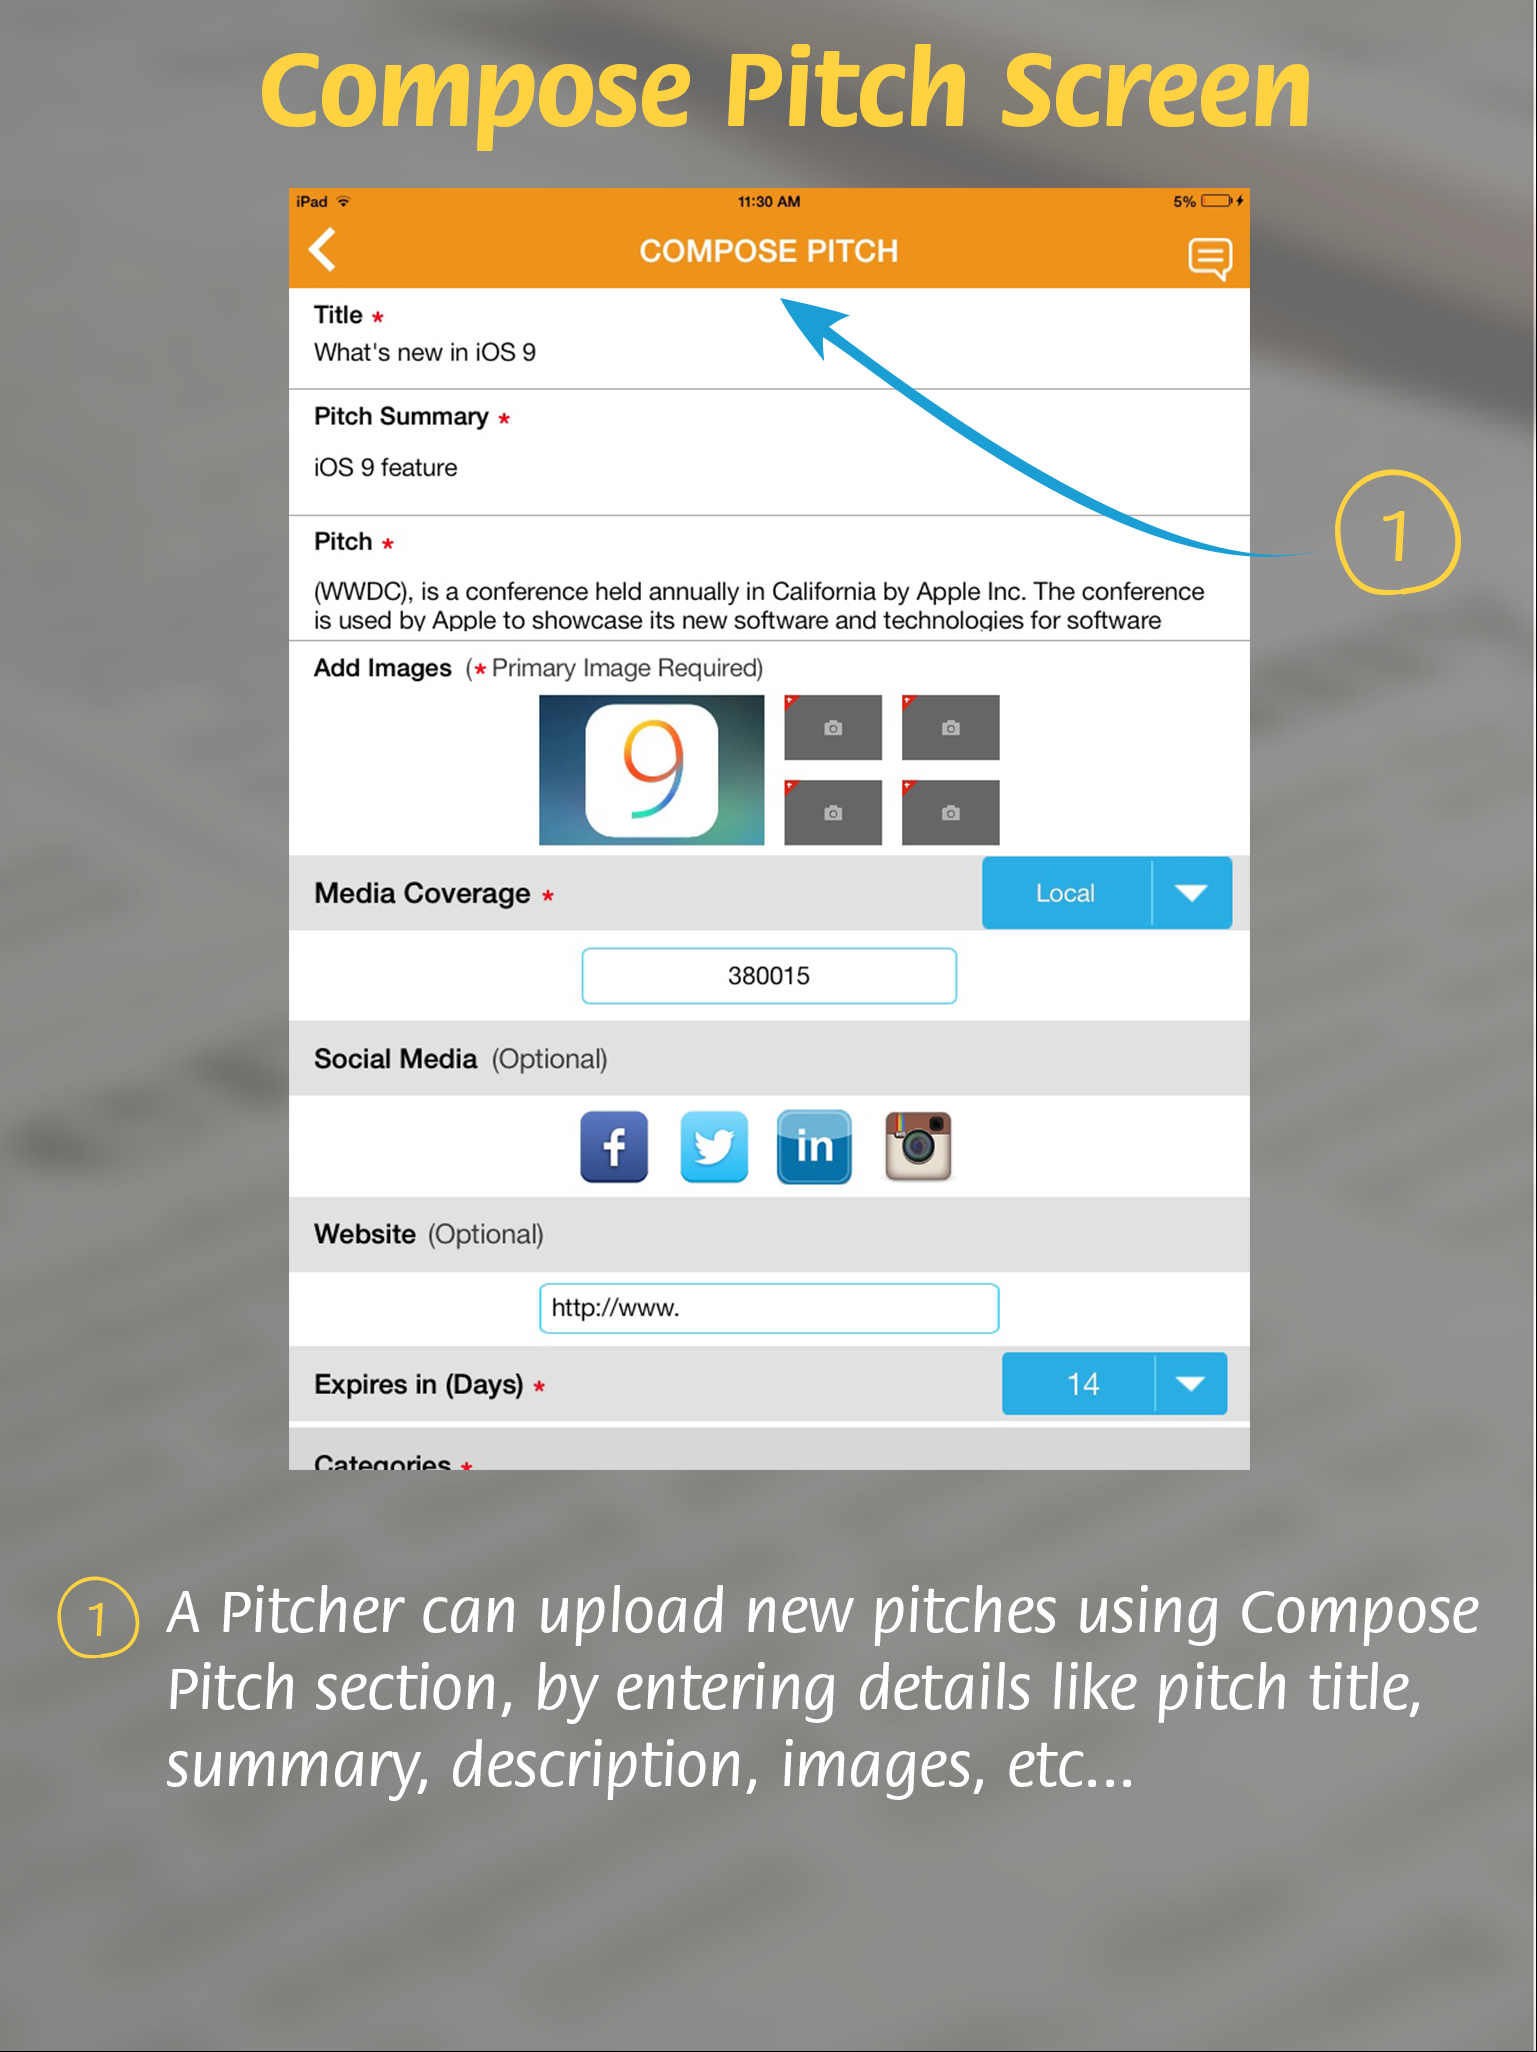 Compose Pitch Screen
iPad 11:30 AM 5%
COMPOSE PITCH
Title *
What's new in iOS 9
Pitch Summary *
iOS 9 feature
Pitch *
(WWDC), is a conference held annually in California by Apple Inc. The conference
is used by Apple to showcase its new software and technologies for software
1
Add Images (* Primary Image Required)
9
Media Coverage * Local
380015
Social Media (Optional)
f in
Website (Optional)
http://www.
Expires in (Days) * 14
Categories *
1 A Pitcher can upload new pitches using Compose
Pitch section, by entering details like pitch title,
summary, description, images, etc...